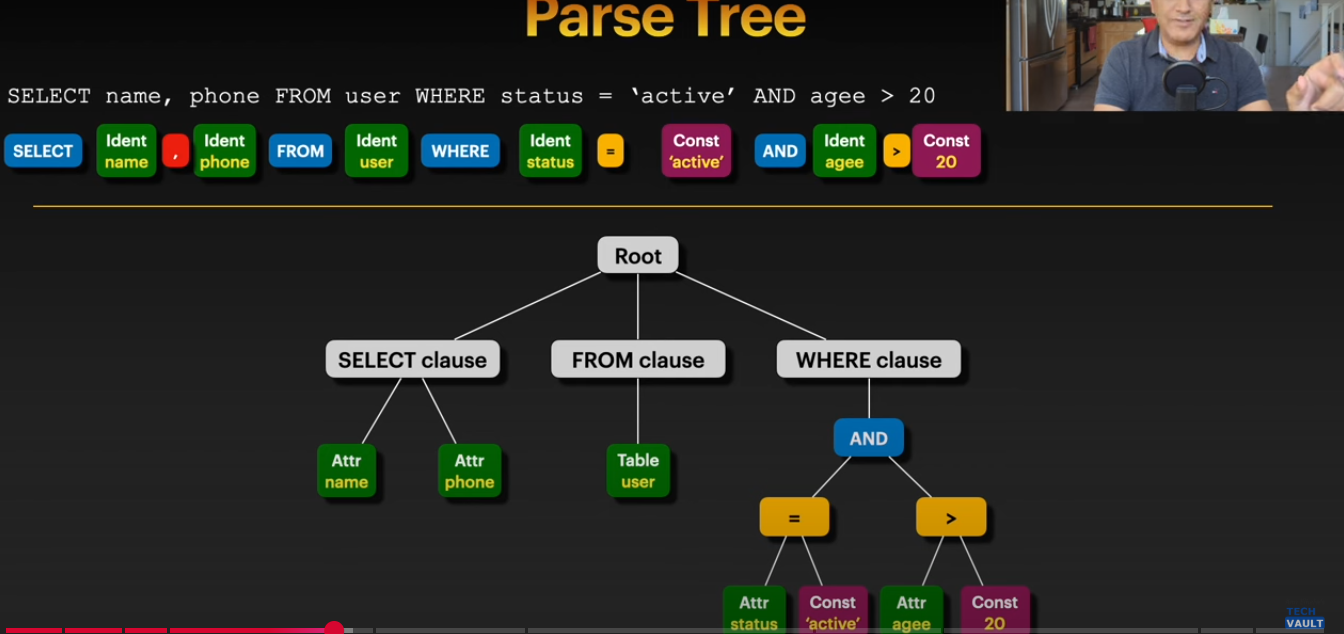 Parse Tree
SELECT name, phone FROM user WHERE status = ‘active’ AND agee > 20
SELECT Ident name , Ident phone FROM Ident user WHERE Ident status = Const ‘active’ AND Ident agee > Const 20
Root
SELECT clause FROM clause WHERE clause
AND
Attr name Attr phone Table user
= >
Attr status Const ‘active’ Attr agee Const 20
TECH
VAULT